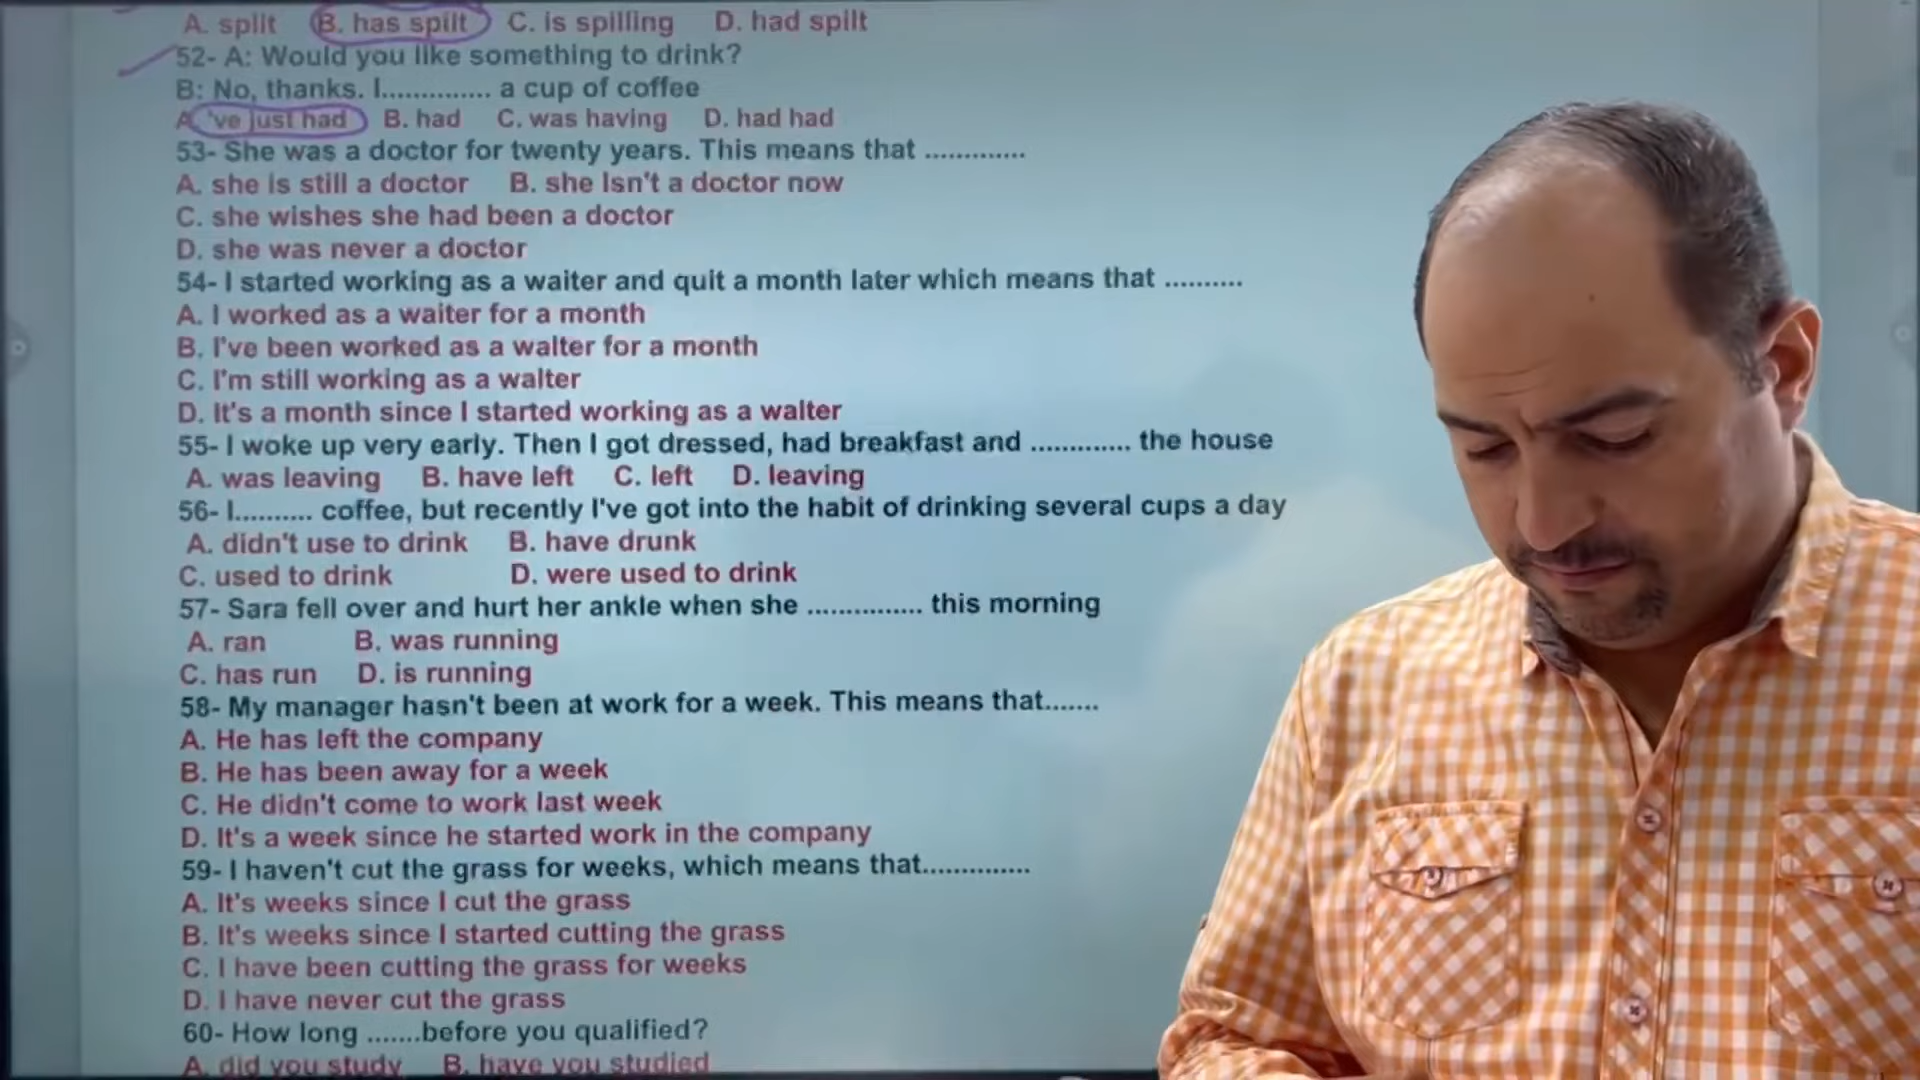 A. spilt B. has spilt C. is spilling D. had spilt
52- A: Would you like something to drink?
B: No, thanks. I.............. a cup of coffee
A. 've just had B. had C. was having D. had had
53- She was a doctor for twenty years. This means that .............
A. she is still a doctor B. she Isn't a doctor now
C. she wishes she had been a doctor
D. she was never a doctor
54- I started working as a waiter and quit a month later which means that ..........
A. I worked as a waiter for a month
B. I've been worked as a walter for a month
C. I'm still working as a walter
D. It's a month since I started working as a walter
55- I woke up very early. Then I got dressed, had breakfast and ............. the house
A. was leaving B. have left C. left D. leaving
56- I.......... coffee, but recently I've got into the habit of drinking several cups a day
A. didn't use to drink B. have drunk
C. used to drink D. were used to drink
57- Sara fell over and hurt her ankle when she ............... this morning
A. ran B. was running
C. has run D. is running
58- My manager hasn't been at work for a week. This means that.......
A. He has left the company
B. He has been away for a week
C. He didn't come to work last week
D. It's a week since he started work in the company
59- I haven't cut the grass for weeks, which means that..............
A. It's weeks since I cut the grass
B. It's weeks since I started cutting the grass
C. I have been cutting the grass for weeks
D. I have never cut the grass
60- How long .......before you qualified?
A. did you study B. have you studied